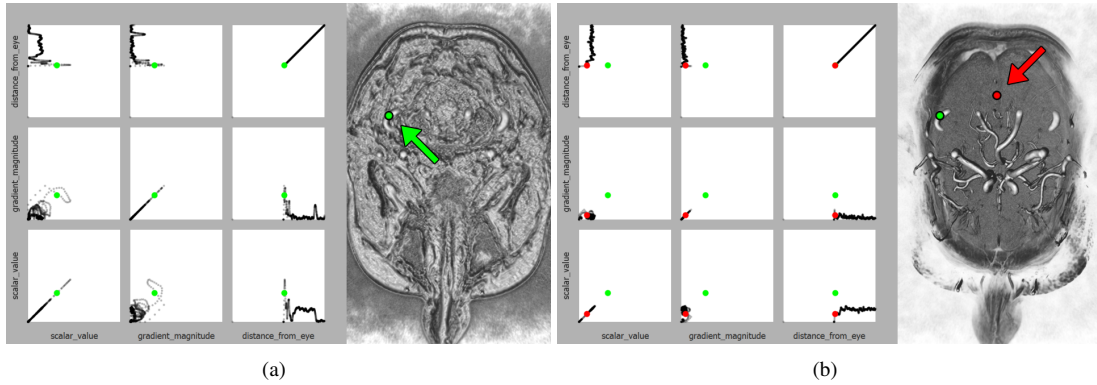 distance_from_eye
gradient_magnitude
scalar_value
scalar_value gradient_magnitude distance_from_eye
distance_from_eye
gradient_magnitude
scalar_value
scalar_value gradient_magnitude distance_from_eye
(a) (b)